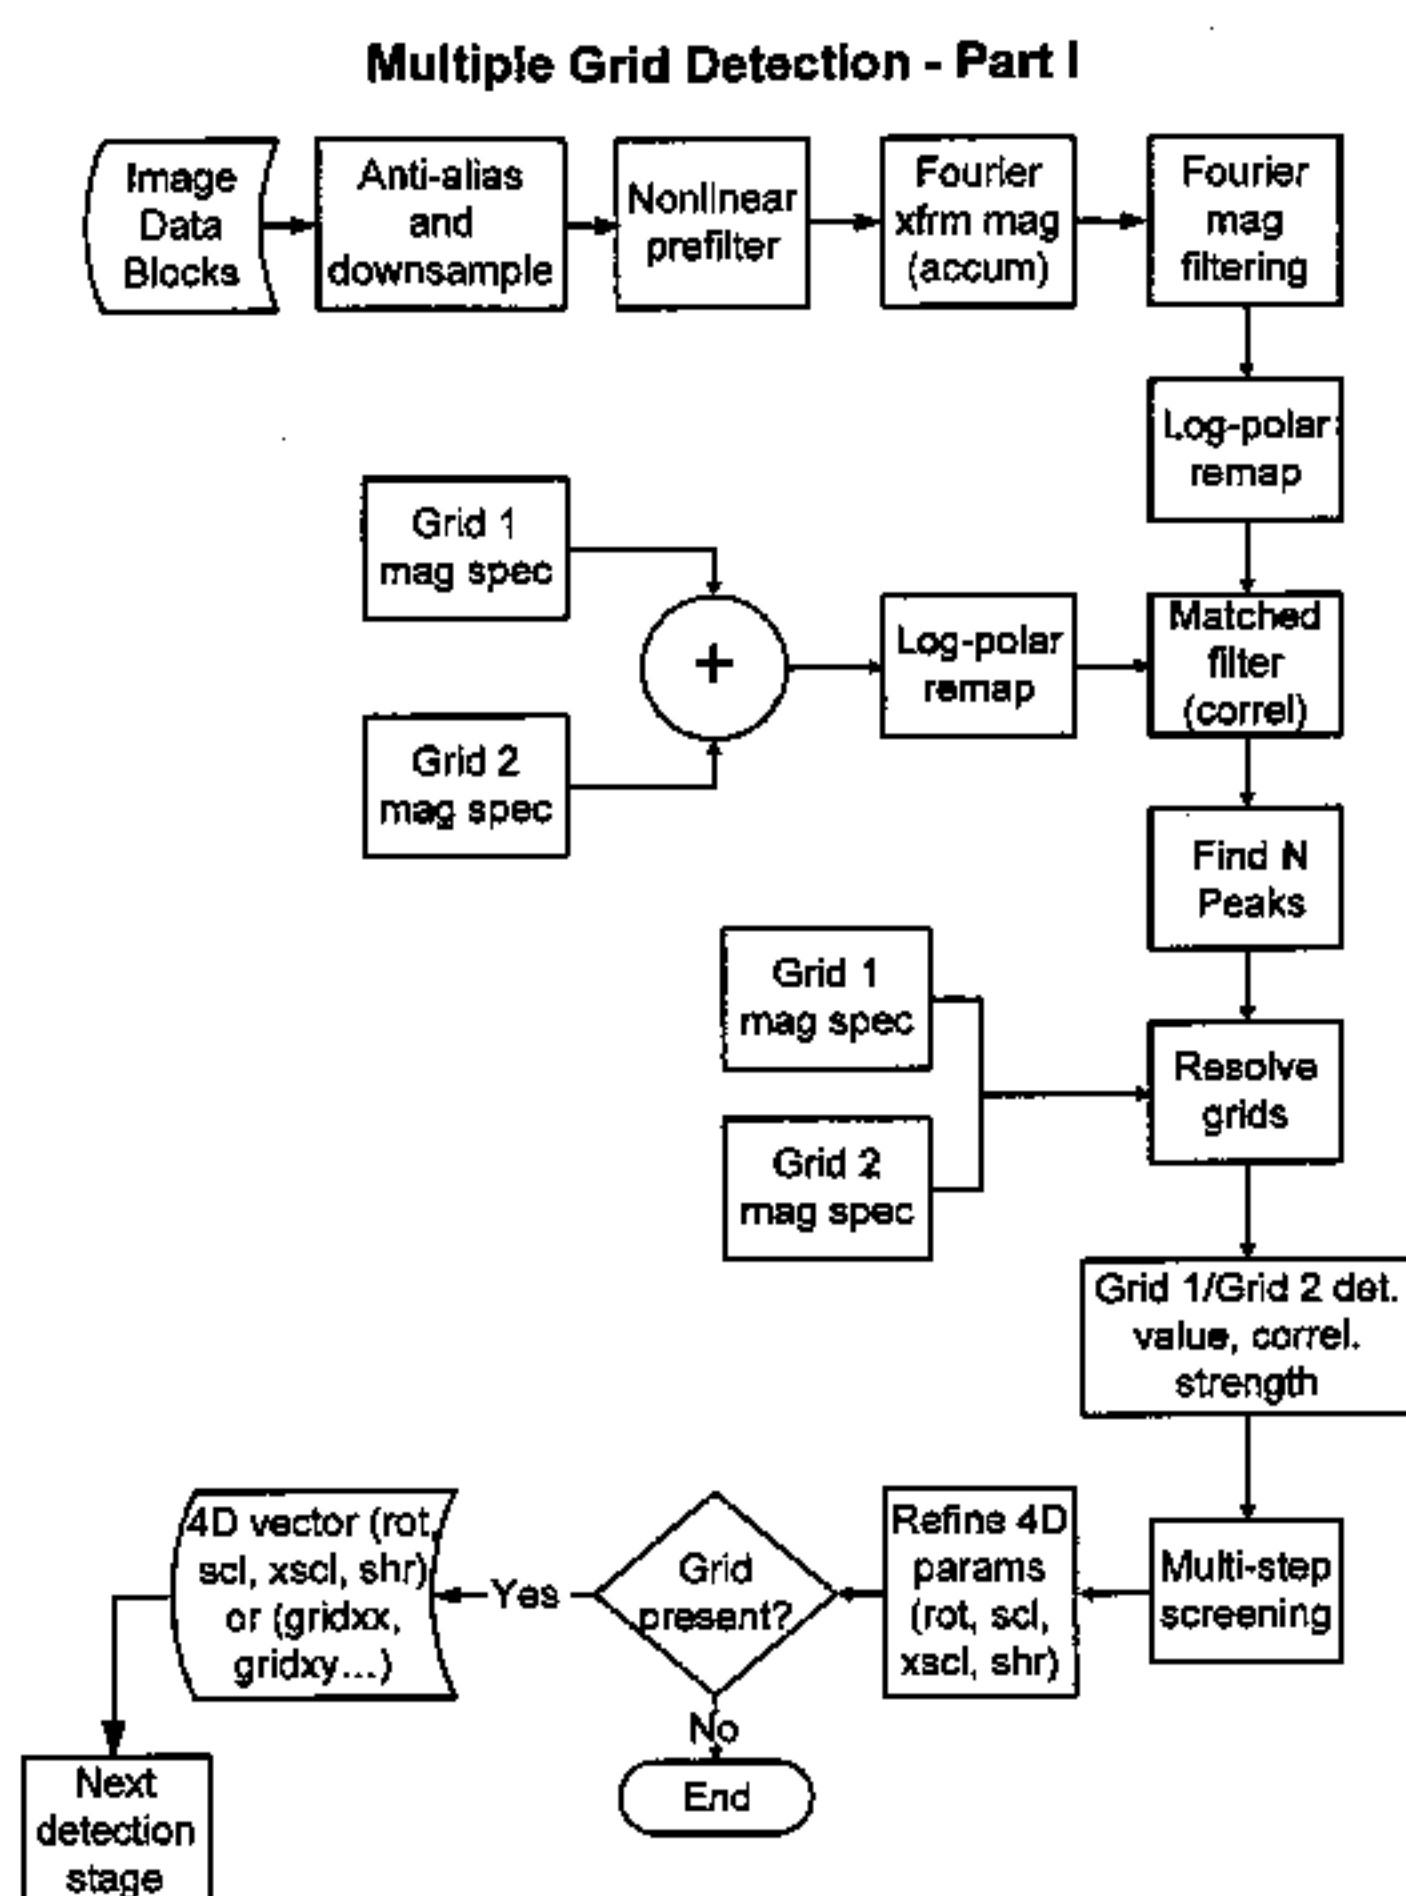 Multiple Grid Detection - Part I
Image
Data
Blocks
Anti-alias
and
downsample
Nonlinear
prefilter
Fourier
xfrm mag
(accum)
Fourier
mag
filtering
Log-polar
remap
Grid 1
mag spec
+
Grid 2
mag spec
Log-polar
remap
Matched
filter
(correl)
Find N
Peaks
Grid 1
mag spec
Grid 2
mag spec
Resolve
grids
Grid 1/Grid 2 det.
value, correl.
strength
Multi-step
screening
Refine 4D
params
(rot, scl,
xscl, shr)
Grid
present?
Yes
No
End
4D vector (rot,
scl, xscl, shr)
or (gridxx,
gridxy...)
Next
detection
stage